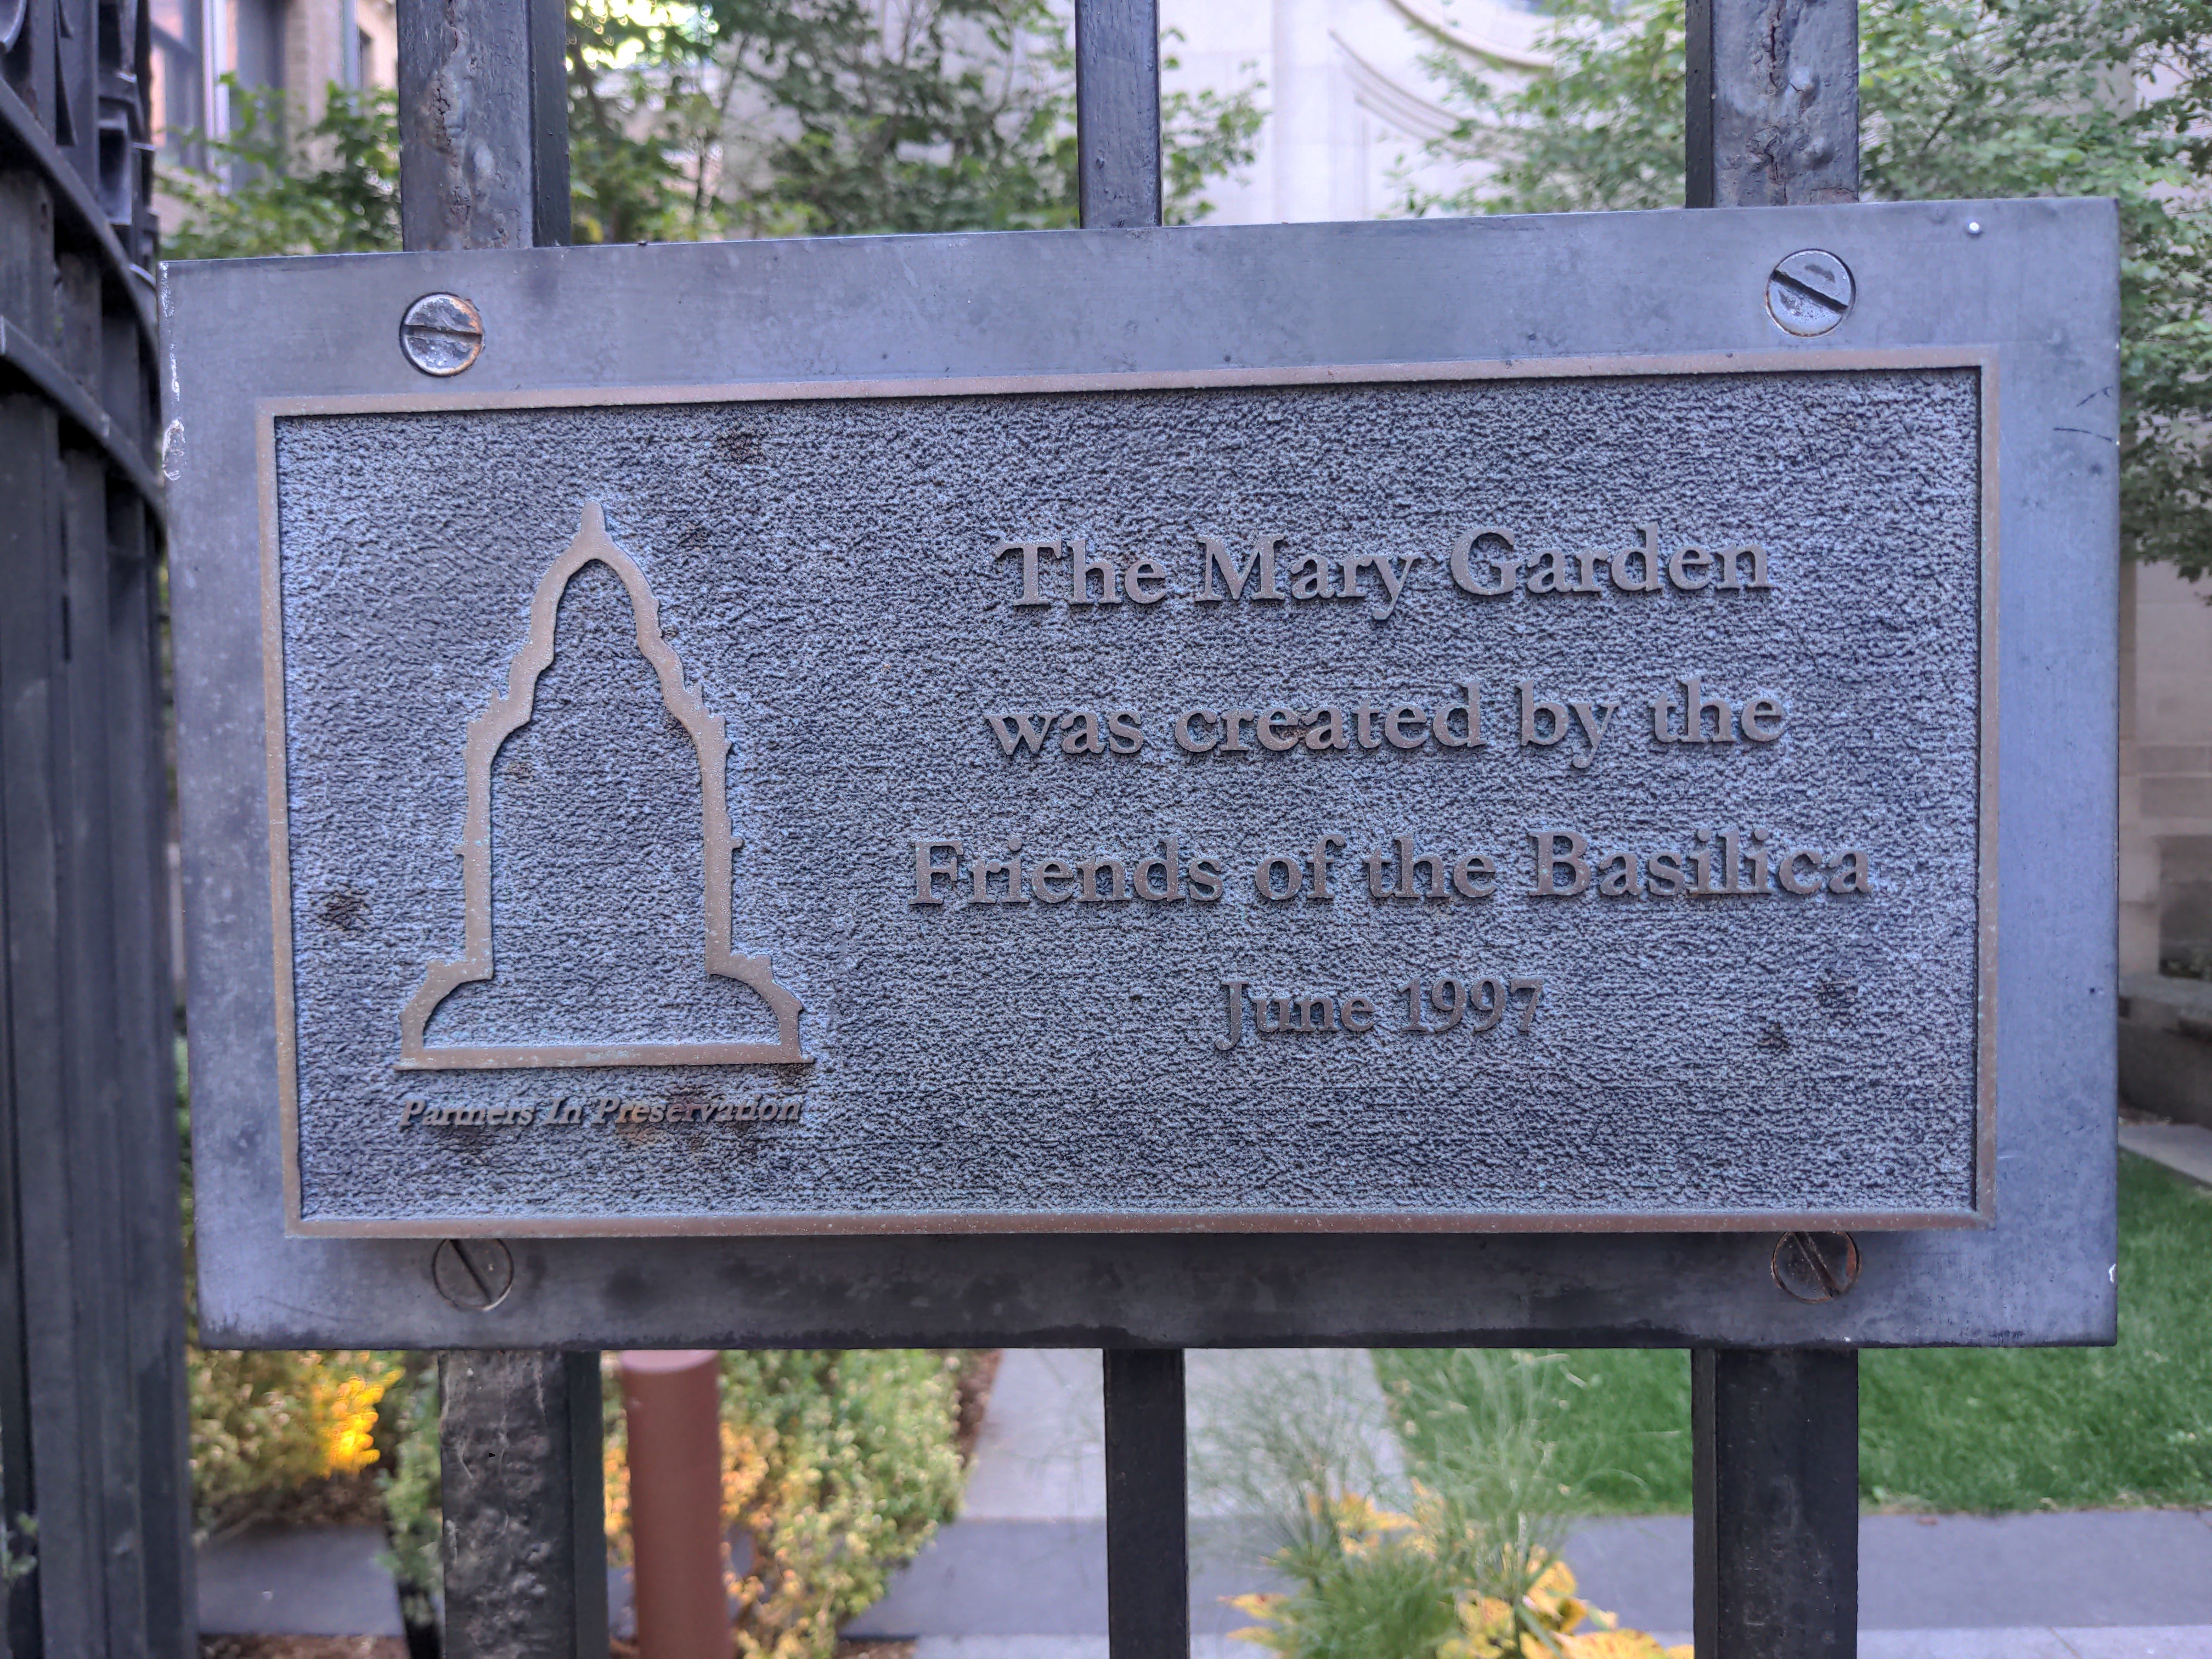 The Mary Garden
was created by the
Friends of the Basilica
June 1997
Partners In Preservation